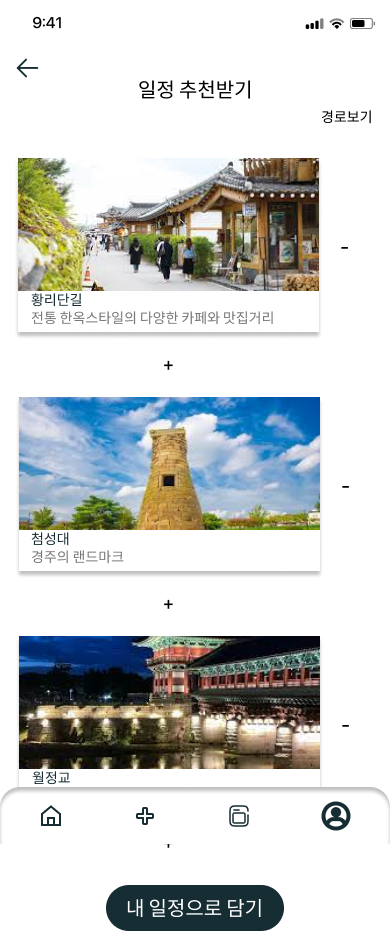 9:41
일정 추천받기
경로보기
황리단길
전통 한옥스타일의 다양한 카페와 맛집거리
-
+
첨성대
경주의 랜드마크
-
+
월정교
-
내 일정으로 담기